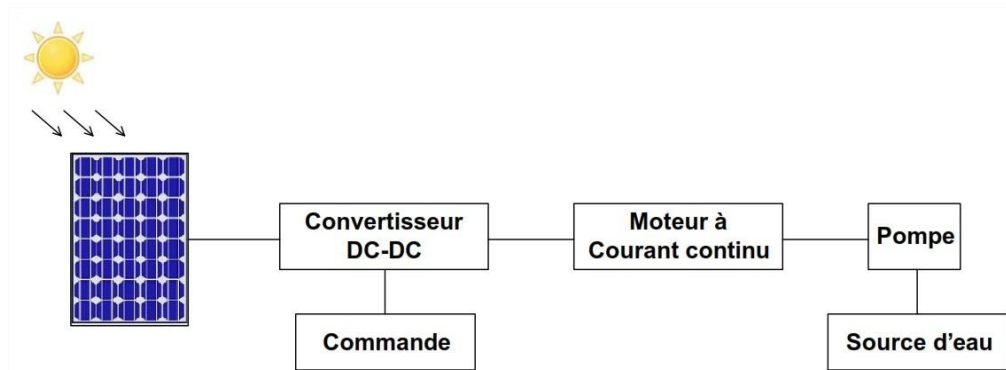 Convertisseur
DC-DC
Moteur à
Courant continu
Pompe
Commande
Source d'eau